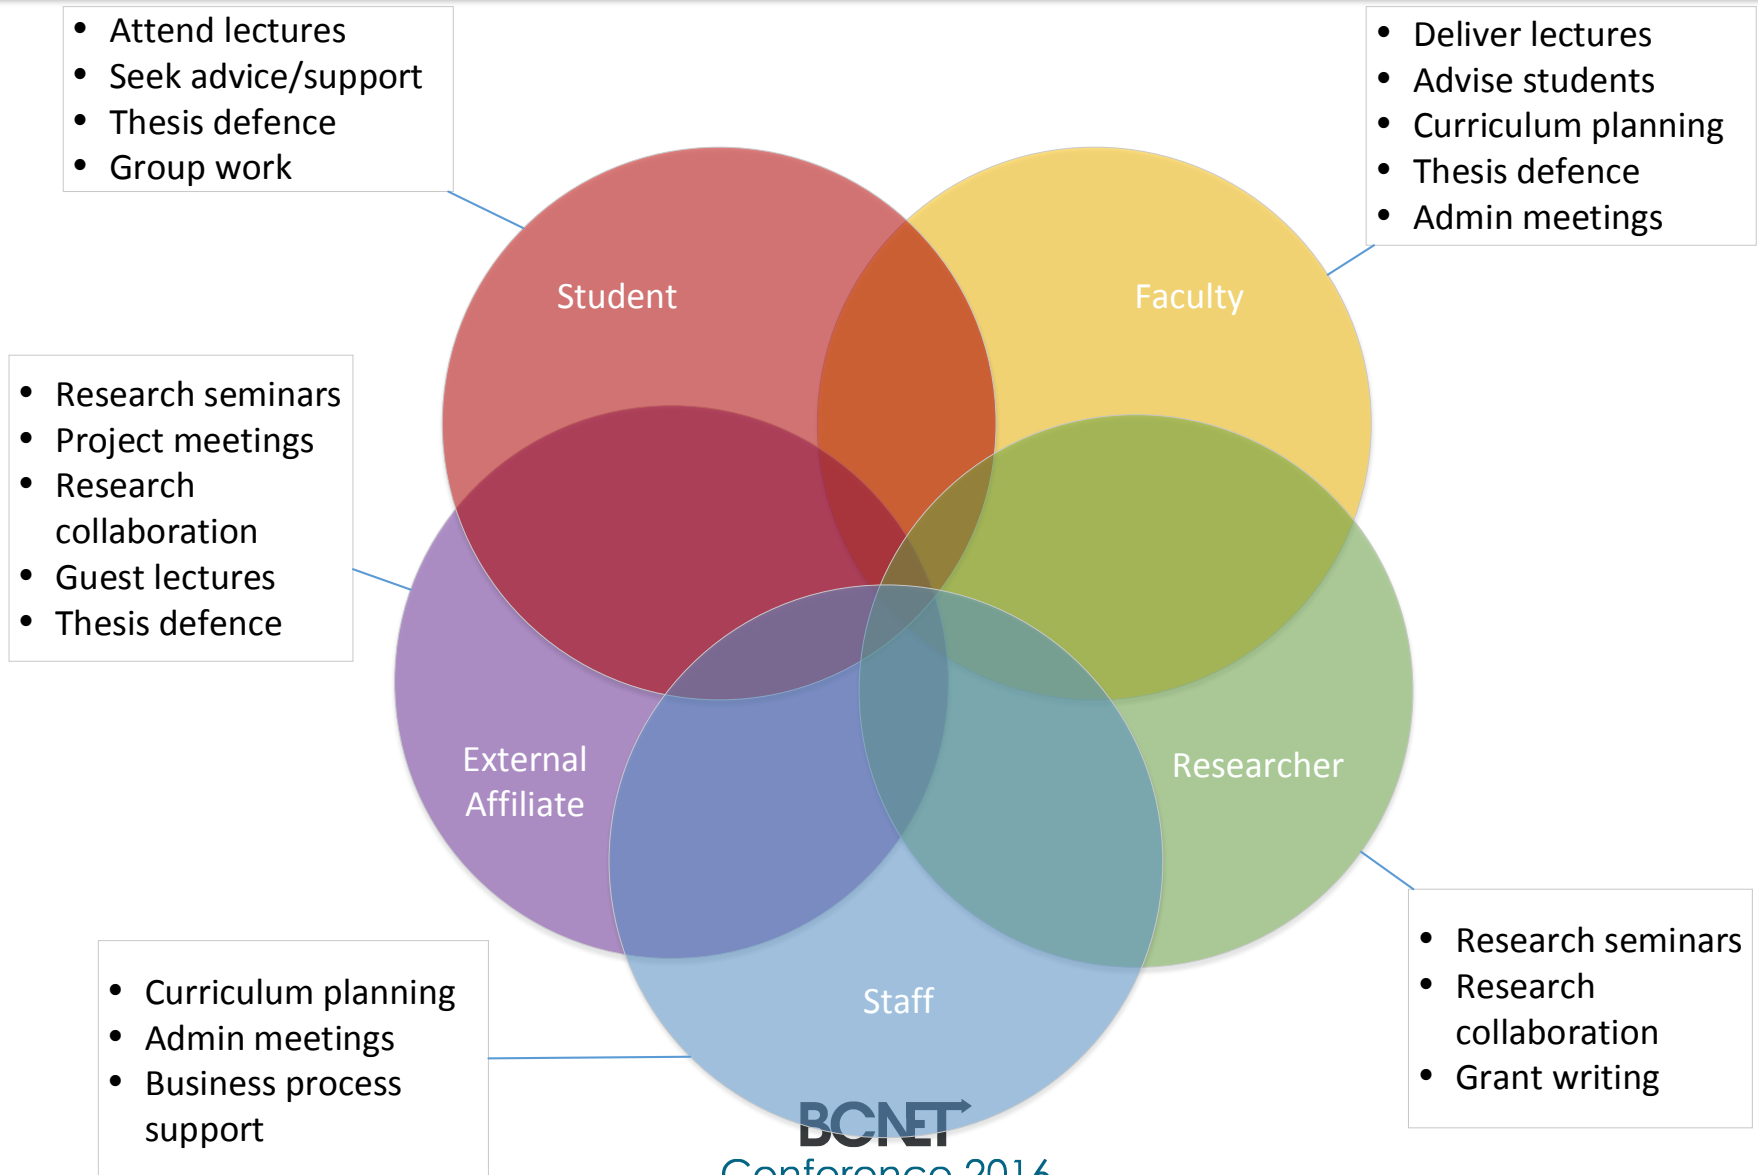 • Attend lectures
• Seek advice/support
• Thesis defence
• Group work
• Deliver lectures
• Advise students
• Curriculum planning
• Thesis defence
• Admin meetings
Student
Faculty
• Research seminars
• Project meetings
• Research
collaboration
• Guest lectures
• Thesis defence
External
Affiliate
Researcher
• Curriculum planning
• Admin meetings
• Business process
support
Staff
• Research seminars
• Research
collaboration
• Grant writing
BCNET
Conference 2016